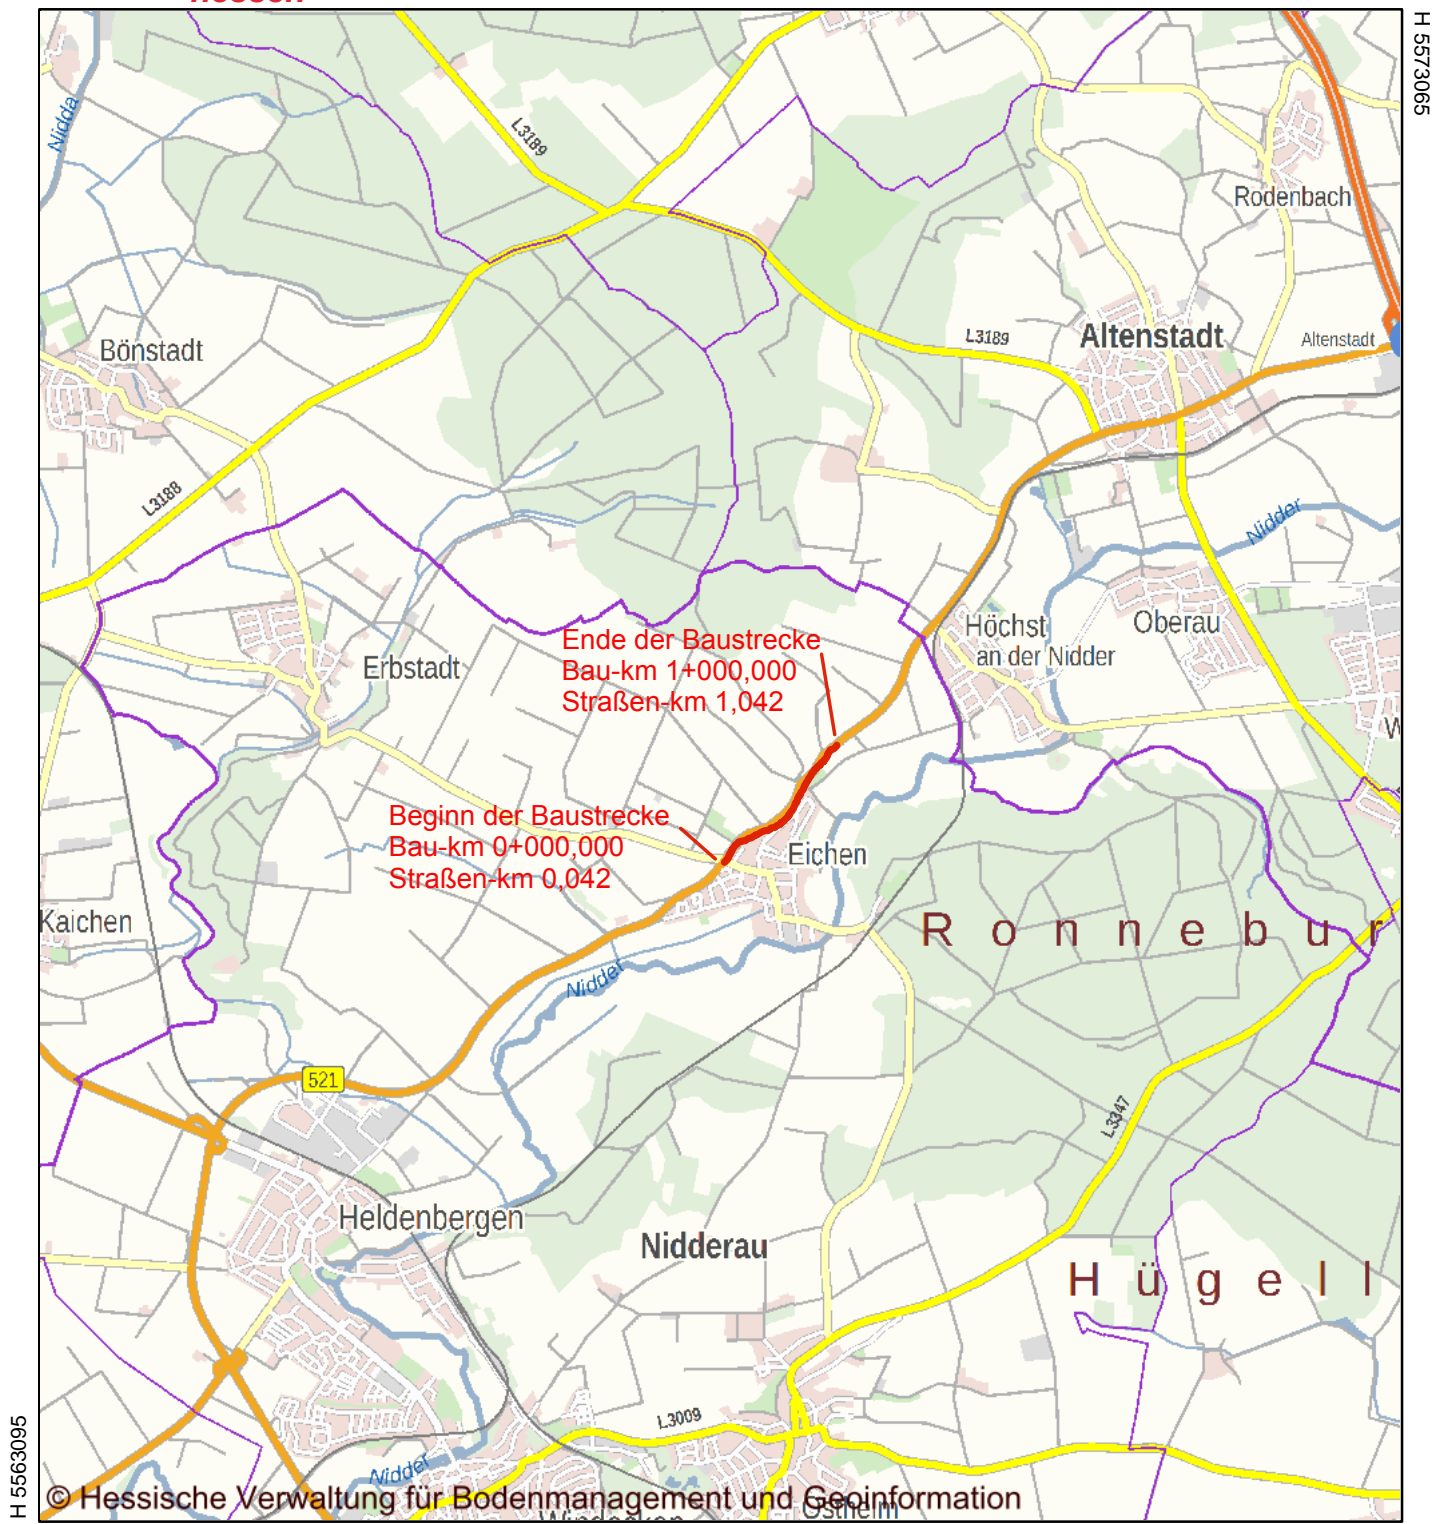 H 5573065
Nidda
L3189
Rodenbach
Bönstadt
L3189
Altenstadt
Altenstadt
L3188
Nidder
Höchst
an der Nidder
Oberau
Erbstadt
Ende der Baustrecke
Bau-km 1+000,000
Straßen-km 1,042
W
Beginn der Baustrecke
Bau-km 0+000,000
Straßen-km 0,042
Eichen
Kaichen
R o n n e b u r
Nidder
521
L3347
Heldenbergen
Nidderau
H ü g e l l
L3009
H 5563095
Nidder
© Hessische Verwaltung für Bodenmanagement und Geoinformation
Ostheim